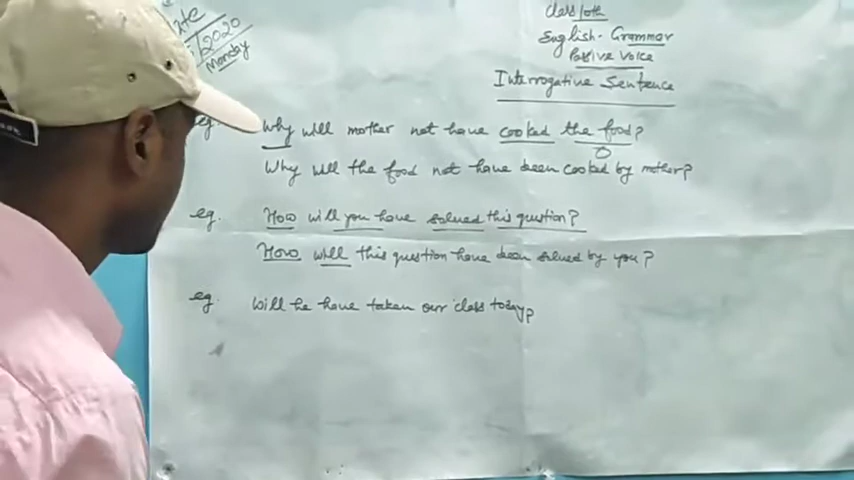 class 10th
2020
English - Grammar
Monday
Passive Voice
Interrogative Sentence
eg. Why will mother not have cooked the food?
O
Why will the food not have been cooked by mother?
eg. How will you have solved this question?
How will this question have been solved by you?
eg. Will he have taken our class today?